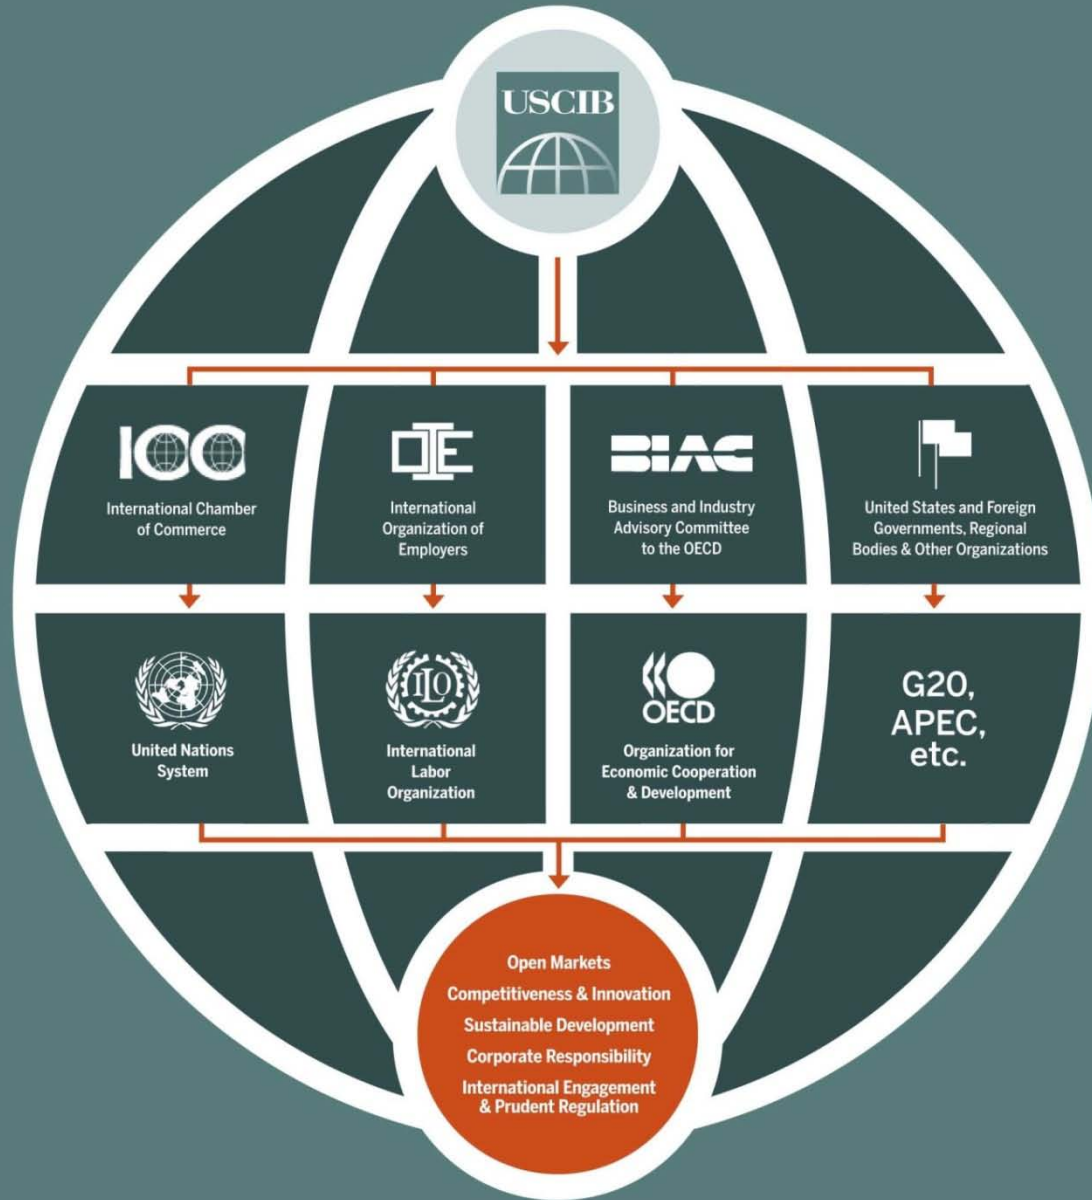 USCIB
ICC
International Chamber
of Commerce
OIE
International
Organization of
Employers
BIAC
Business and Industry
Advisory Committee
to the OECD
United States and Foreign
Governments, Regional
Bodies & Other Organizations
United Nations
System
ILO
International
Labor
Organization
OECD
Organization for
Economic Cooperation
& Development
G20,
APEC,
etc.
Open Markets
Competitiveness & Innovation
Sustainable Development
Corporate Responsibility
International Engagement
& Prudent Regulation